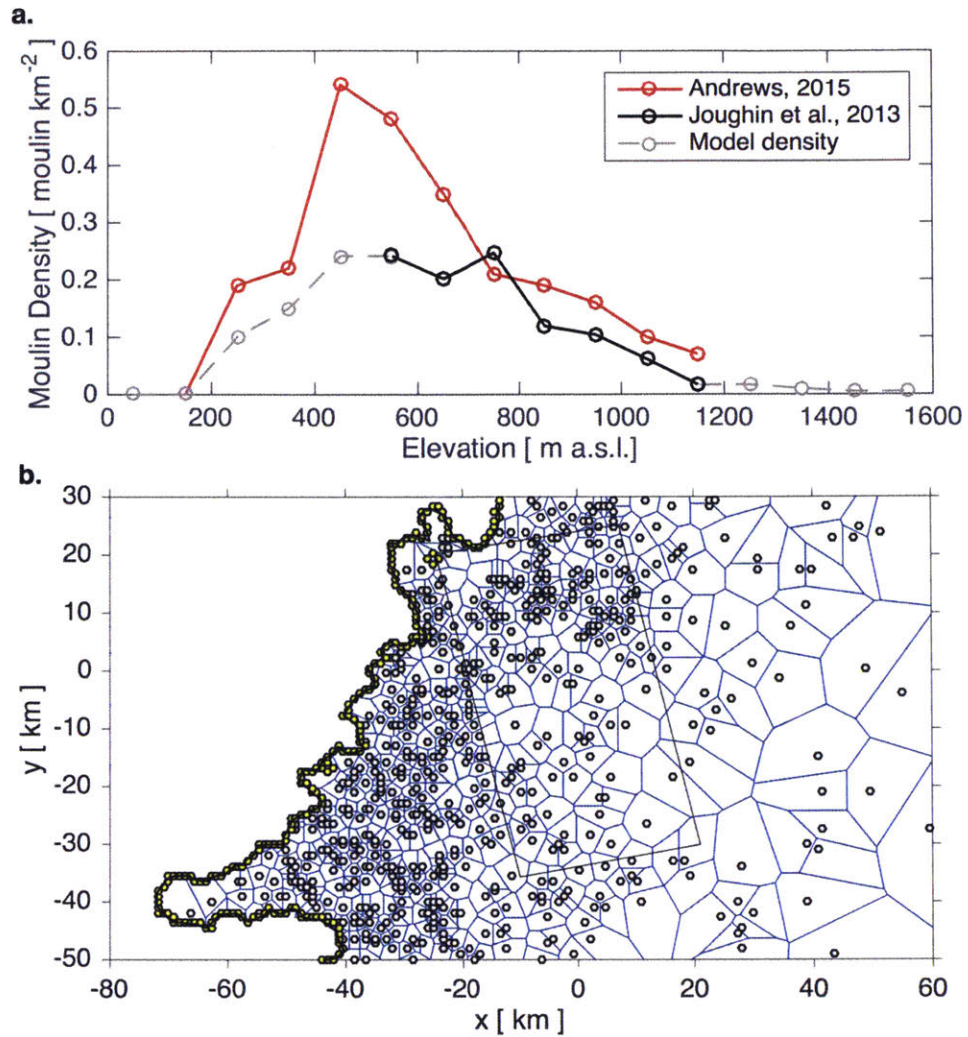 a.
0.6
0.5
0.4
0.3
0.2
0.1
0
Moulin Density [ moulin km-2 ]
Andrews, 2015
Joughin et al., 2013
Model density
0 200 400 600 800 1000 1200 1400 1600
Elevation [ m a.s.l.]
b.
30
20
10
0
-10
-20
-30
-40
-50
y [ km ]
-80 -60 -40 -20 0 20 40 60
x [ km ]